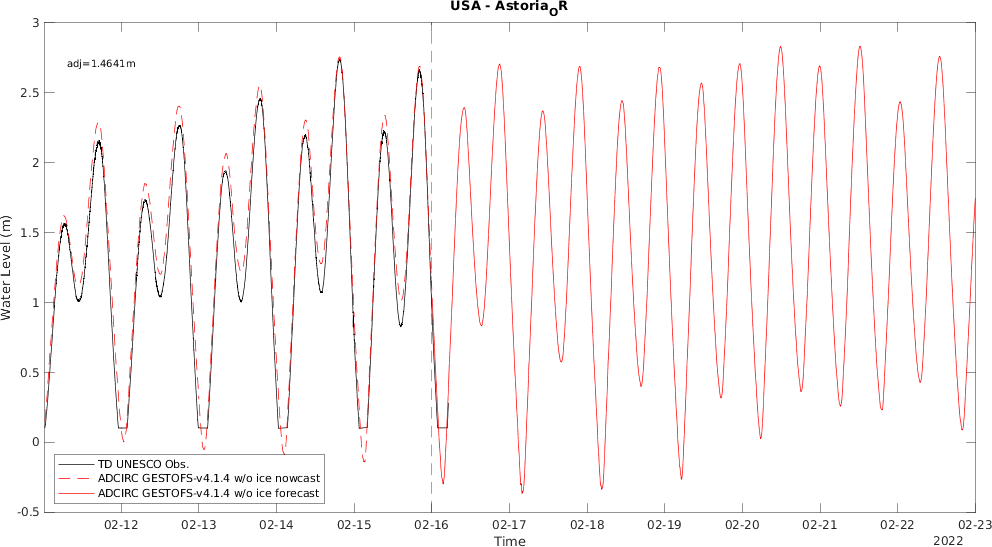 USA - Astoria_OR
3
adj=1.4641m
2.5
2
1.5
1
0.5
0
-0.5
Water Level (m)
TD UNESCO Obs.
ADCIRC GESTOFS-v4.1.4 w/o ice nowcast
ADCIRC GESTOFS-v4.1.4 w/o ice forecast
02-12 02-13 02-14 02-15 02-16 02-17 02-18 02-19 02-20 02-21 02-22 02-23
Time
2022